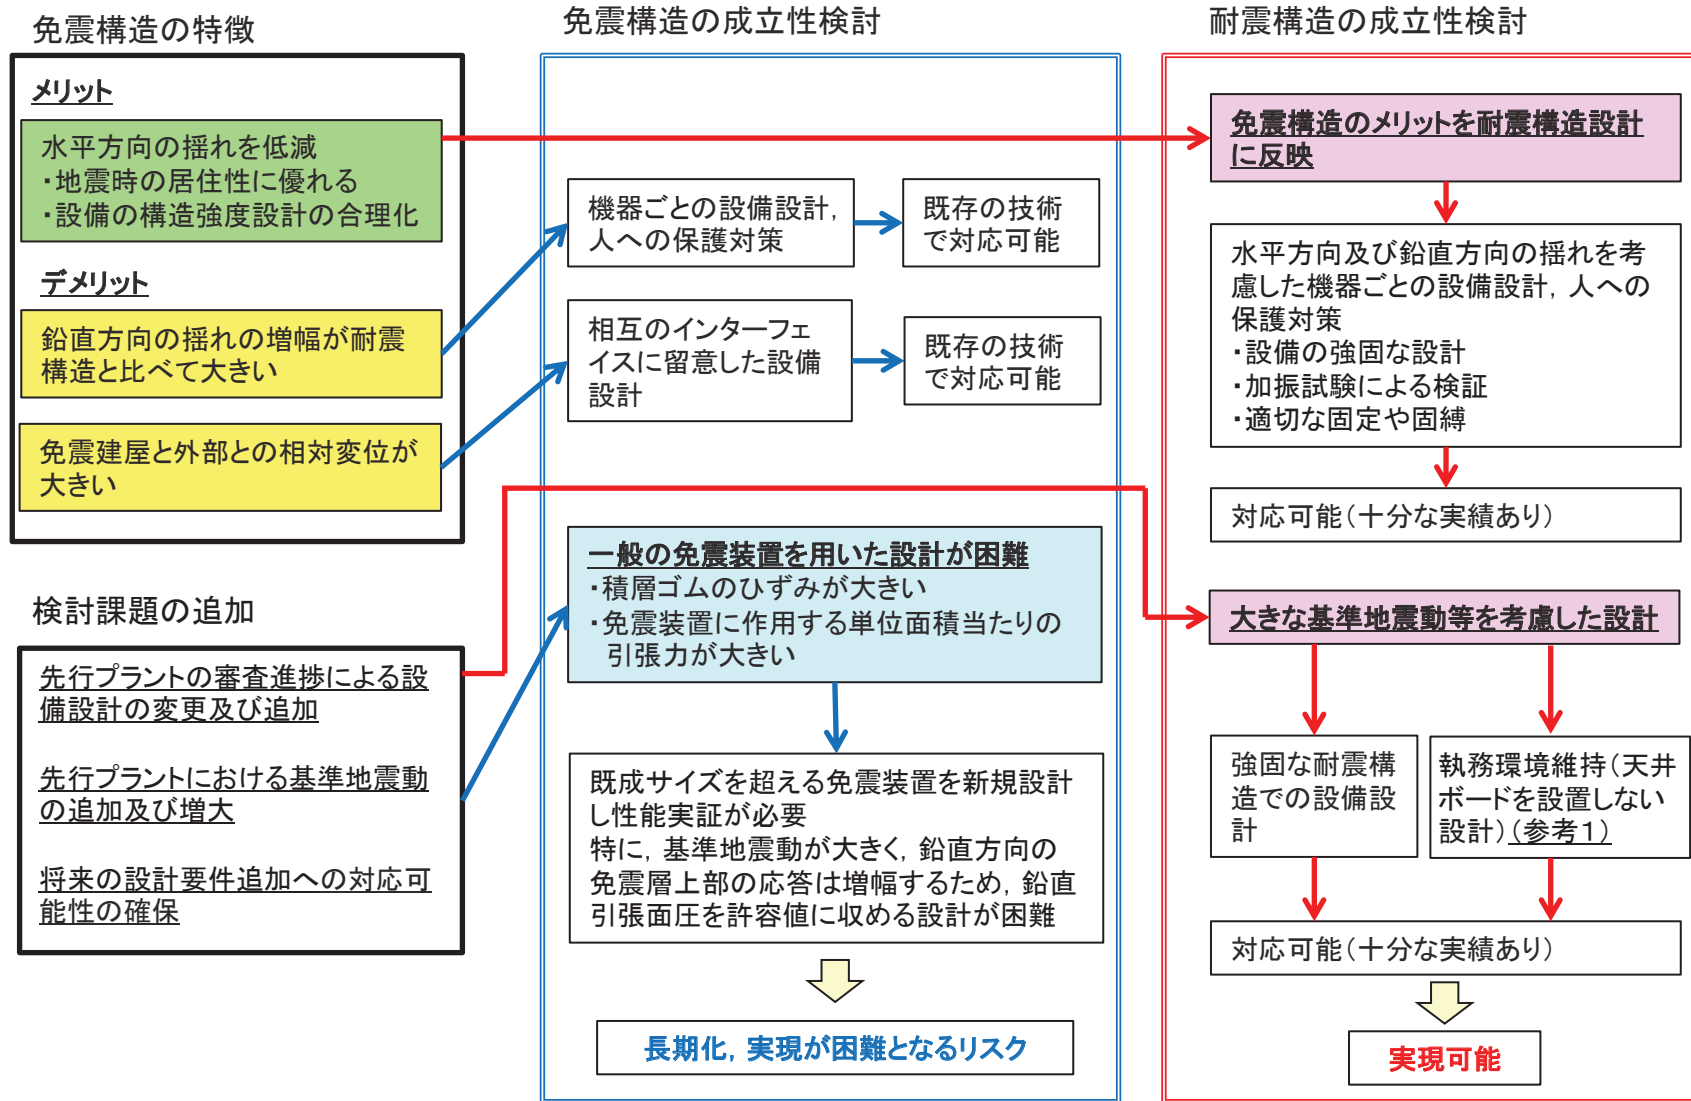 免震構造の特徴
メリット
水平方向の揺れを低減
・地震時の居住性に優れる
・設備の構造強度設計の合理化
デメリット
鉛直方向の揺れの増幅が耐震
構造と比べて大きい
免震建屋と外部との相対変位が
大きい
検討課題の追加
先行プラントの審査進捗による設
備設計の変更及び追加
先行プラントにおける基準地震動
の追加及び増大
将来の設計要件追加への対応可
能性の確保
免震構造の成立性検討
機器ごとの設備設計，
人への保護対策
既存の技術
で対応可能
相互のインターフェ
イスに留意した設備
設計
既存の技術
で対応可能
一般の免震装置を用いた設計が困難
・積層ゴムのひずみが大きい
・免震装置に作用する単位面積当たりの
引張力が大きい
既成サイズを超える免震装置を新規設計
し性能実証が必要
特に，基準地震動が大きく，鉛直方向の
免震層上部の応答は増幅するため，鉛直
引張面圧を許容値に収める設計が困難
長期化，実現が困難となるリスク
耐震構造の成立性検討
免震構造のメリットを耐震構造設計
に反映
水平方向及び鉛直方向の揺れを考
慮した機器ごとの設備設計，人への
保護対策
・設備の強固な設計
・加振試験による検証
・適切な固定や固縛
対応可能（十分な実績あり）
大きな基準地震動等を考慮した設計
強固な耐震構
造での設備設
計
執務環境維持（天井
ボードを設置しない
設計）（参考１）
対応可能（十分な実績あり）
実現可能